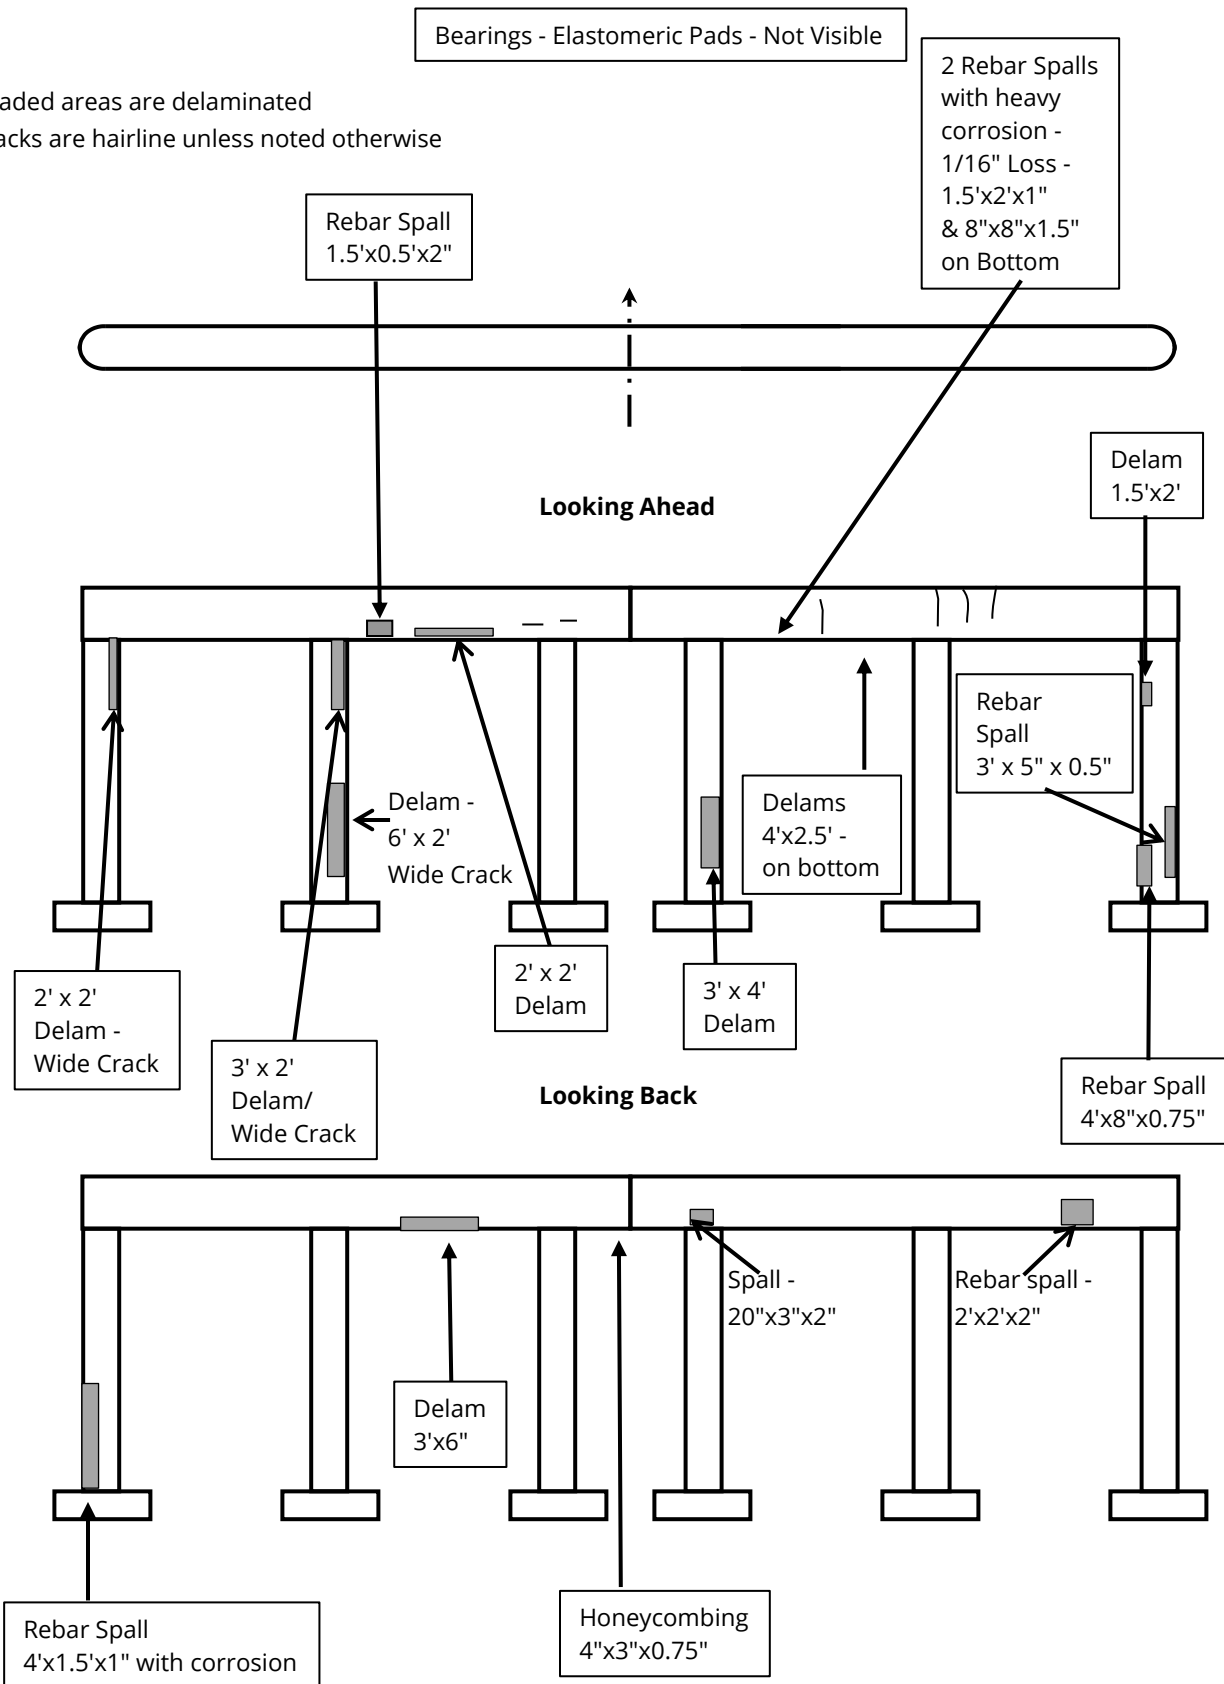 Bearings - Elastomeric Pads - Not Visible
aded areas are delaminated
acks are hairline unless noted otherwise
2 Rebar Spalls
with heavy
corrosion -
1/16" Loss -
1.5'x2'x1"
& 8"x8"x1.5"
on Bottom
Rebar Spall
1.5'x0.5'x2"
Delam
1.5'x2'
Looking Ahead
Rebar
Spall
3' x 5" x 0.5"
Delam -
6' x 2'
Wide Crack
Delams
4'x2.5' -
on bottom
2' x 2'
Delam -
Wide Crack
3' x 2'
Delam/
Wide Crack
2' x 2'
Delam
3' x 4'
Delam
Rebar Spall
4'x8"x0.75"
Looking Back
Spall -
20"x3"x2"
Rebar spall -
2'x2'x2"
Delam
3'x6"
Rebar Spall
4'x1.5'x1" with corrosion
Honeycombing
4"x3"x0.75"